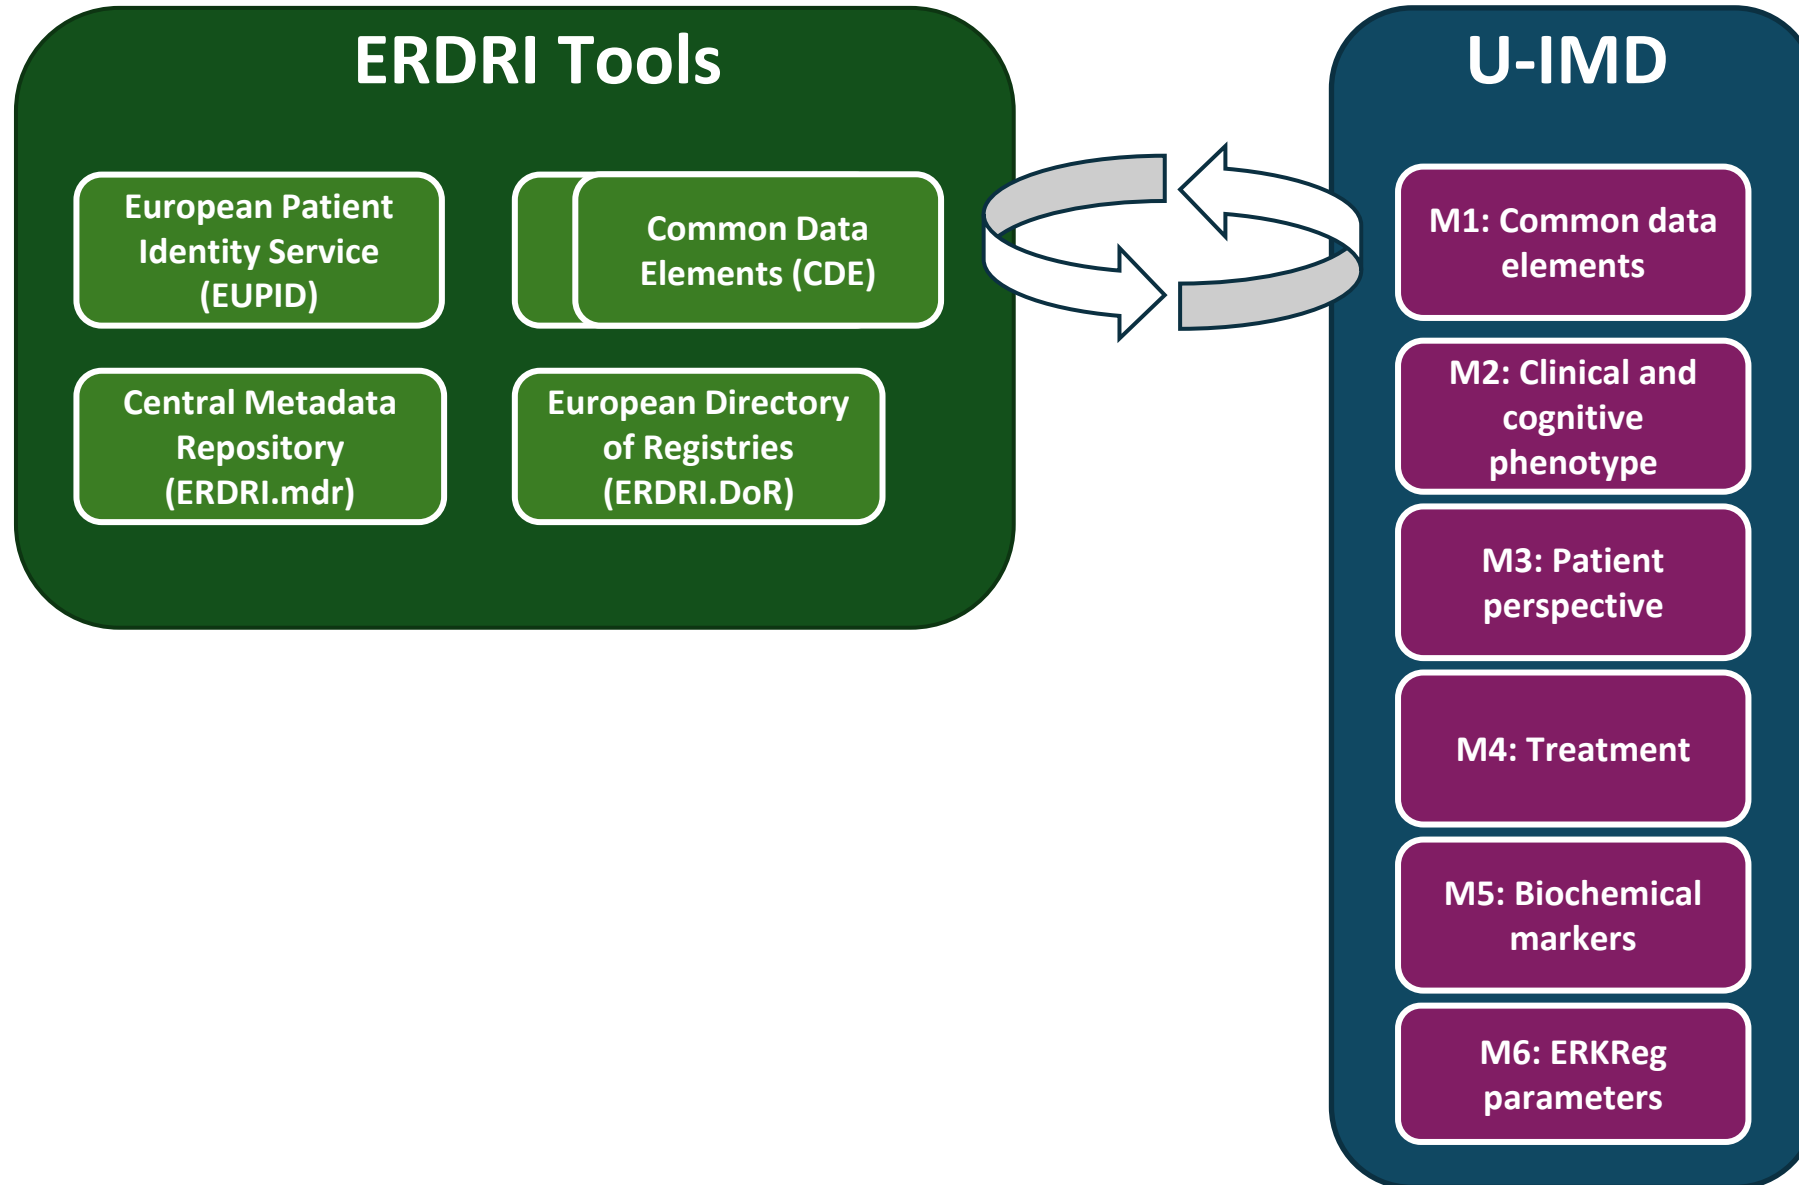 ERDRI Tools
European Patient
Identity Service
(EUPID)
Common Data
Elements (CDE)
Central Metadata
Repository
(ERDRI.mdr)
European Directory
of Registries
(ERDRI.DoR)
U-IMD
M1: Common data
elements
M2: Clinical and
cognitive
phenotype
M3: Patient
perspective
M4: Treatment
M5: Biochemical
markers
M6: ERKReg
parameters